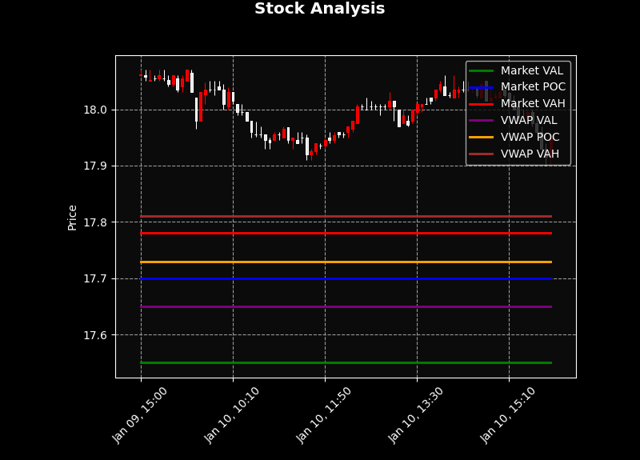 Stock Analysis
Market VAL
Market POC
Market VAH
VWAP VAL
VWAP POC
VWAP VAH
Price
18.0
17.9
17.8
17.7
17.6
Jan 09, 15:00
Jan 10, 10:10
Jan 10, 11:50
Jan 10, 13:30
Jan 10, 15:10